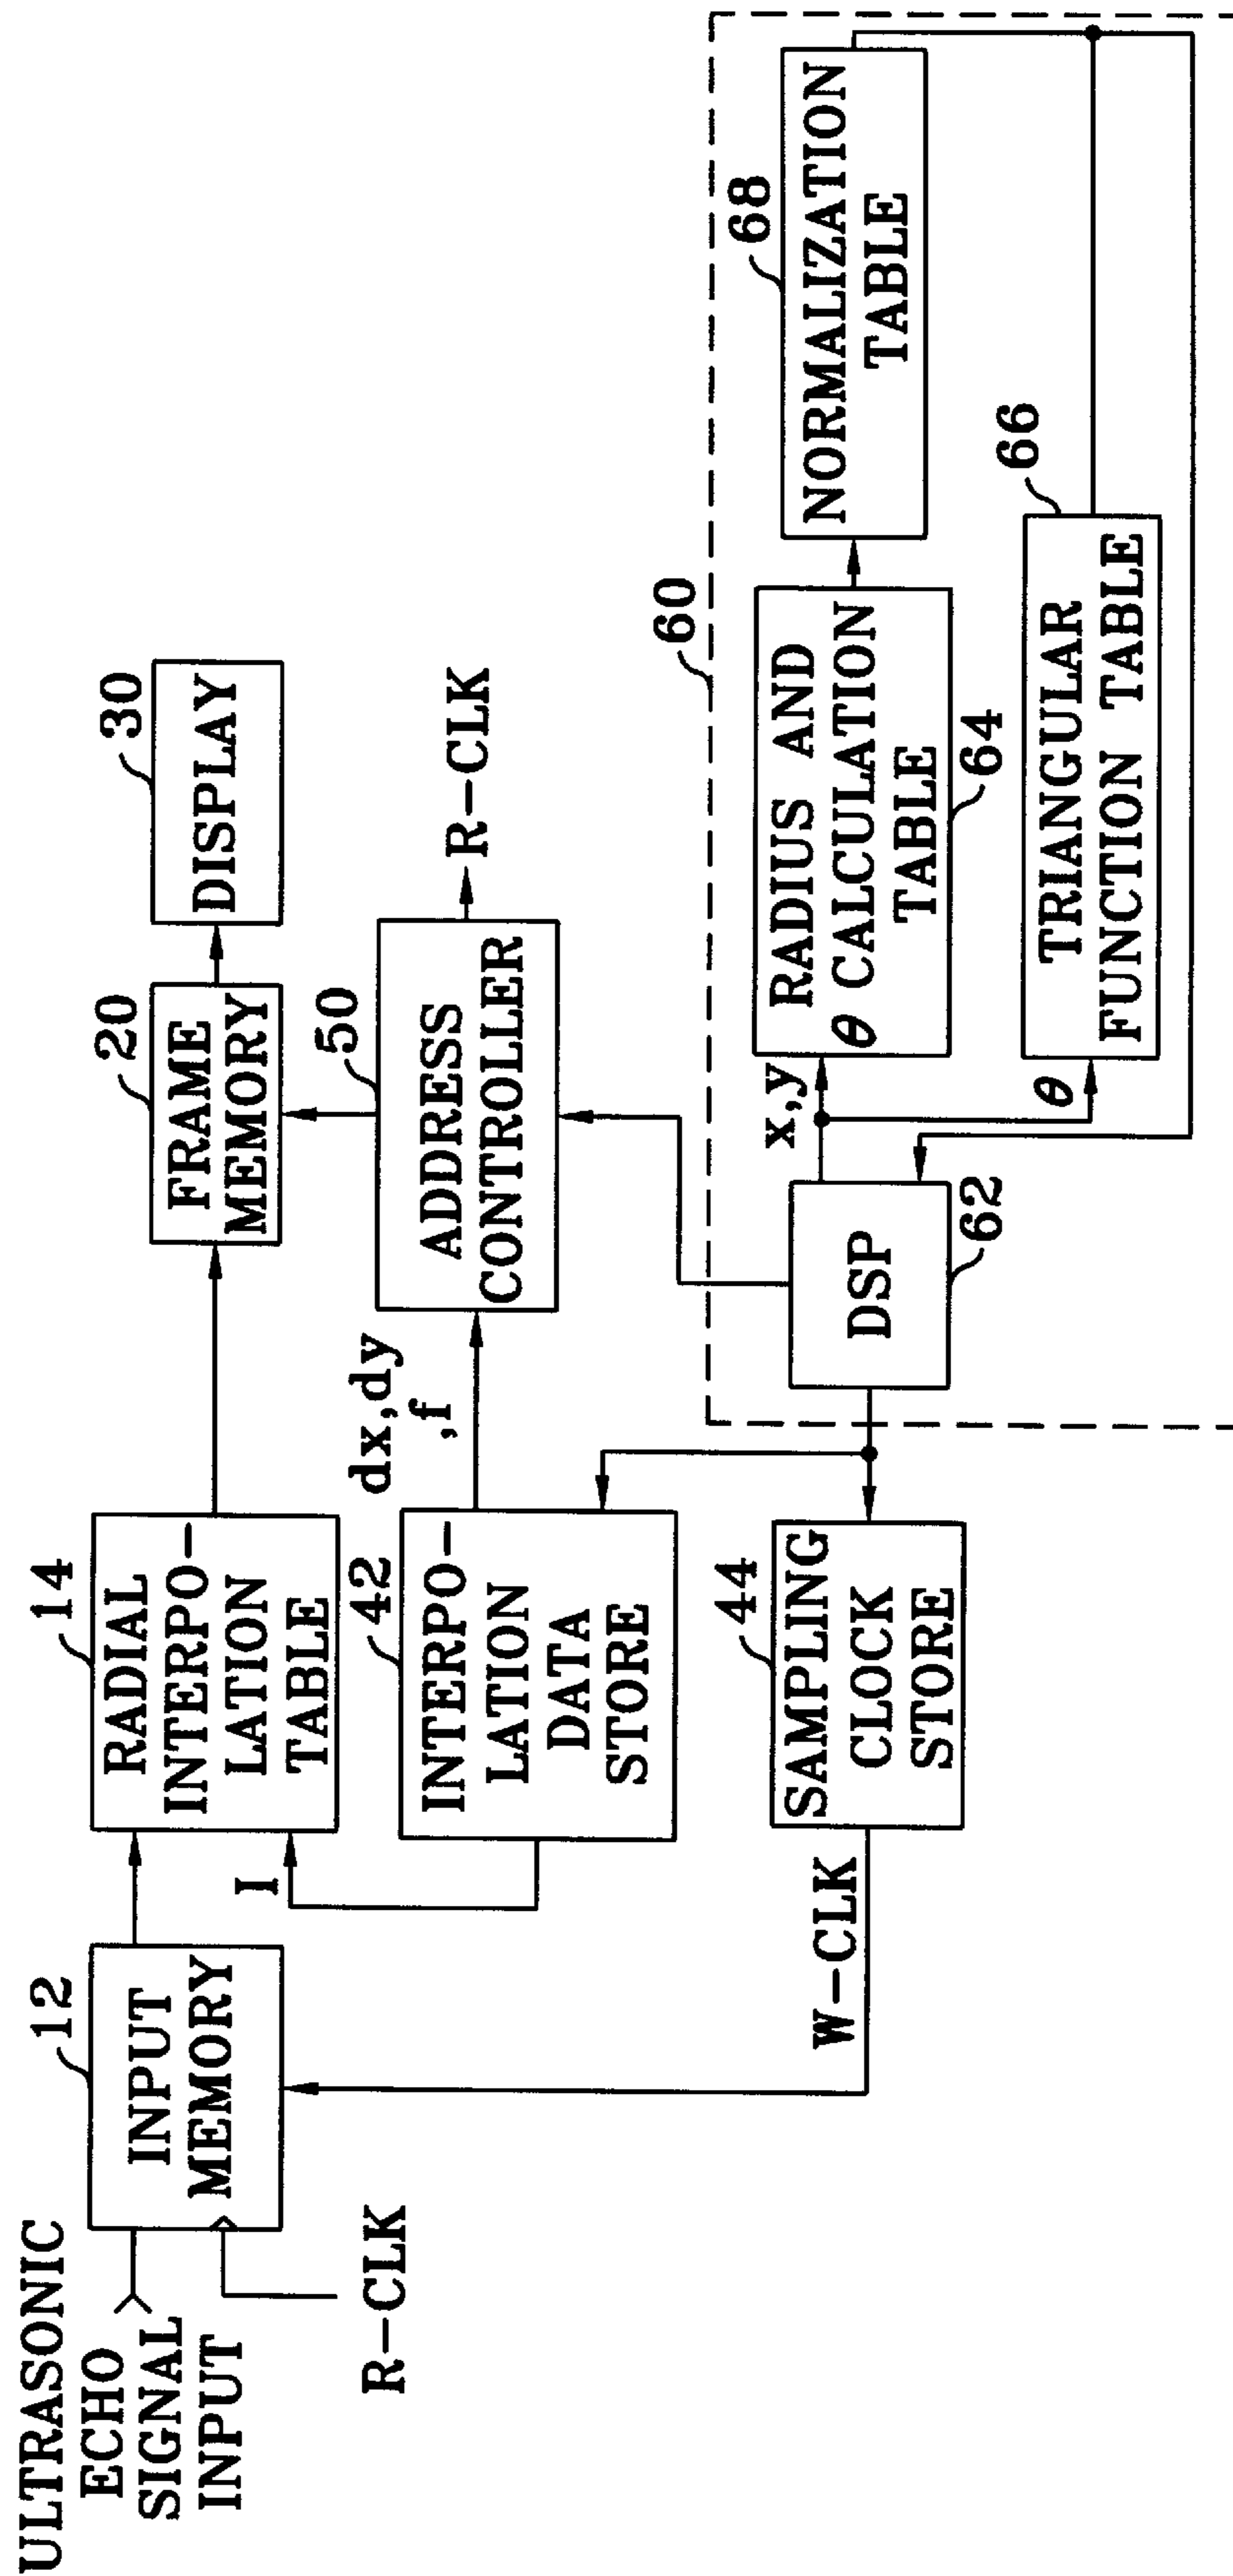 ULTRASONIC
ECHO
SIGNAL
INPUT
R-CLK
12
INPUT
MEMORY
14
RADIAL
INTERPO-
LATION
TABLE
20
FRAME
MEMORY
30
DISPLAY
I
42
INTERPO-
LATION
DATA
STORE
dx,dy
,f
50
ADDRESS
CONTROLLER
R-CLK
W-CLK
44
SAMPLING
CLOCK
STORE
60
DSP
62
x,y
RADIUS AND
θ CALCULATION
TABLE
64
68
NORMALIZATION
TABLE
θ
66
TRIANGULAR
FUNCTION TABLE